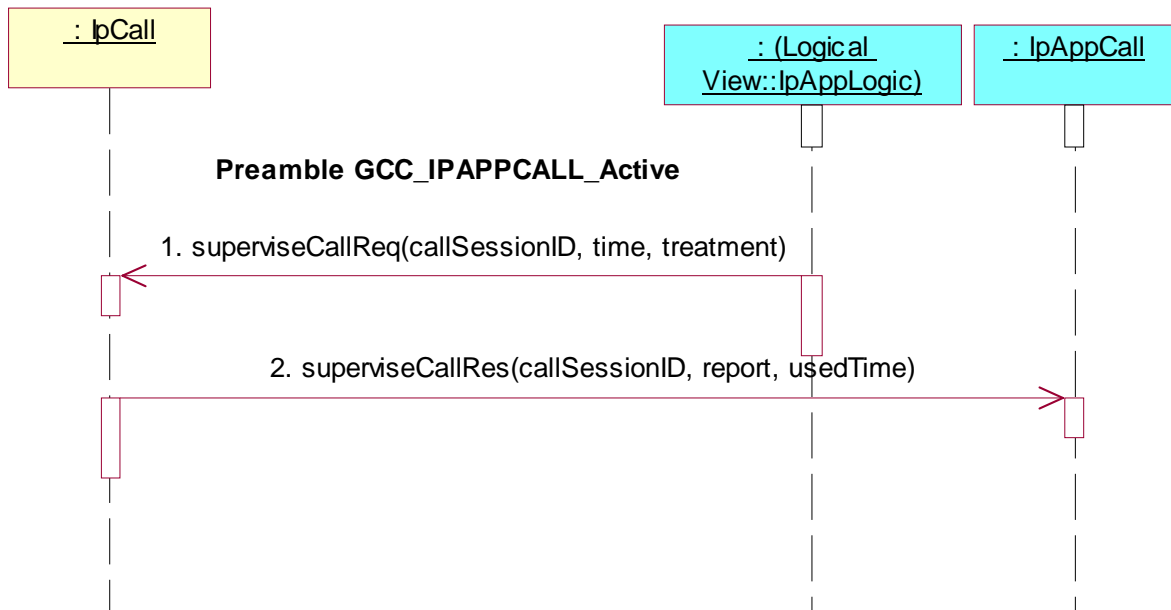 : IpCall
: (Logical
View::IpAppLogic)
: IpAppCall
Preamble GCC_IPAPPCALL_Active
1. superviseCallReq(callSessionID, time, treatment)
2. superviseCallRes(callSessionID, report, usedTime)